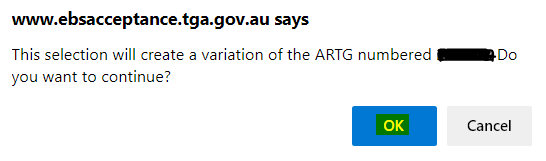 www.ebsacceptance.tga.gov.au says
This selection will create a variation of the ARTG numbered Do
you want to continue?
OK
Cancel